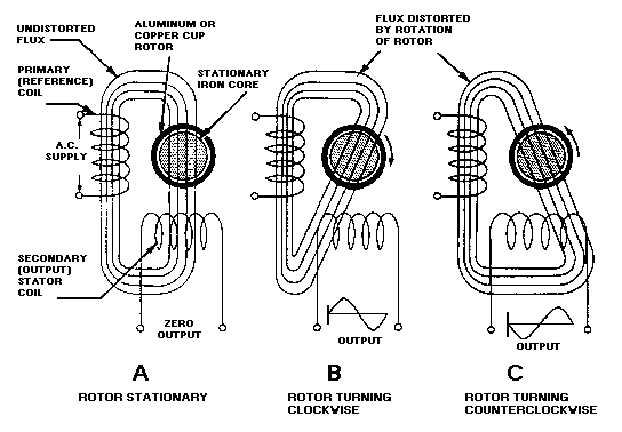 UNDISTORTED
FLUX
ALUMINUM OR
COPPER CUP
ROTOR
FLUX DISTORTED
BY ROTATION
OF ROTOR
PRIMARY
(REFERENCE)
COIL
STATIONARY
IRON CORE
A.C.
SUPPLY
SECONDARY
(OUTPUT)
STATOR
COIL
ZERO
OUTPUT
OUTPUT
OUTPUT
A
B
C
ROTOR STATIONARY
ROTOR TURNING
CLOCKWISE
ROTOR TURNING
COUNTERCLOCKWISE